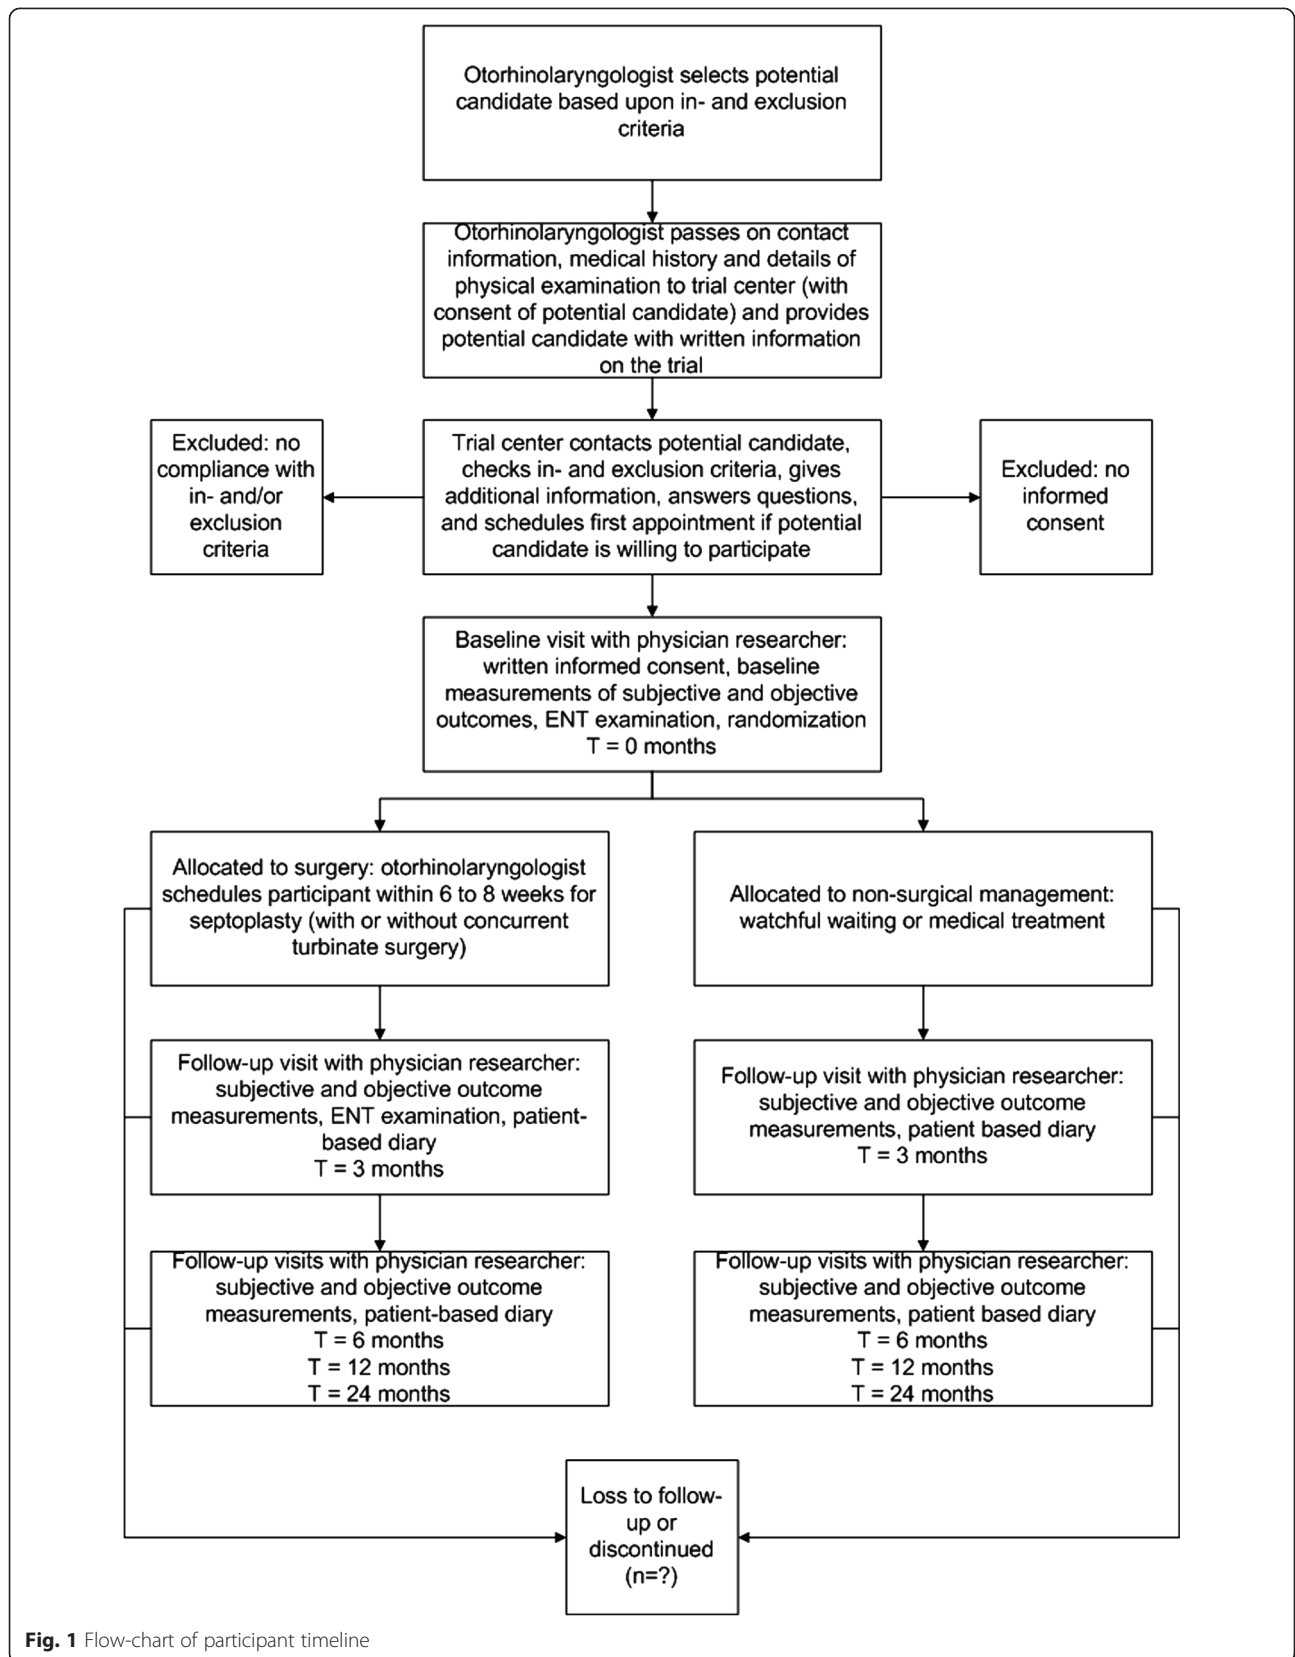 Otorhinolaryngologist selects potential
candidate based upon in- and exclusion
criteria
Otorhinolaryngologist passes on contact
information, medical history and details of
physical examination to trial center (with
consent of potential candidate) and provides
potential candidate with written information
on the trial
Excluded: no
compliance with
in- and/or
exclusion
criteria
Trial center contacts potential candidate,
checks in- and exclusion criteria, gives
additional information, answers questions,
and schedules first appointment if potential
candidate is willing to participate
Excluded: no
informed
consent
Baseline visit with physician researcher:
written informed consent, baseline
measurements of subjective and objective
outcomes, ENT examination, randomization
T = 0 months
Allocated to surgery: otorhinolaryngologist
schedules participant within 6 to 8 weeks for
septoplasty (with or without concurrent
turbinate surgery)
Allocated to non-surgical management:
watchful waiting or medical treatment
Follow-up visit with physician researcher:
subjective and objective outcome
measurements, ENT examination, patient-
based diary
T = 3 months
Follow-up visit with physician researcher:
subjective and objective outcome
measurements, patient based diary
T = 3 months
Follow-up visits with physician researcher:
subjective and objective outcome
measurements, patient-based diary
T = 6 months
T = 12 months
T = 24 months
Follow-up visits with physician researcher:
subjective and objective outcome
measurements, patient based diary
T = 6 months
T = 12 months
T = 24 months
Loss to follow-
up or
discontinued
(n=?)
Fig. 1 Flow-chart of participant timeline